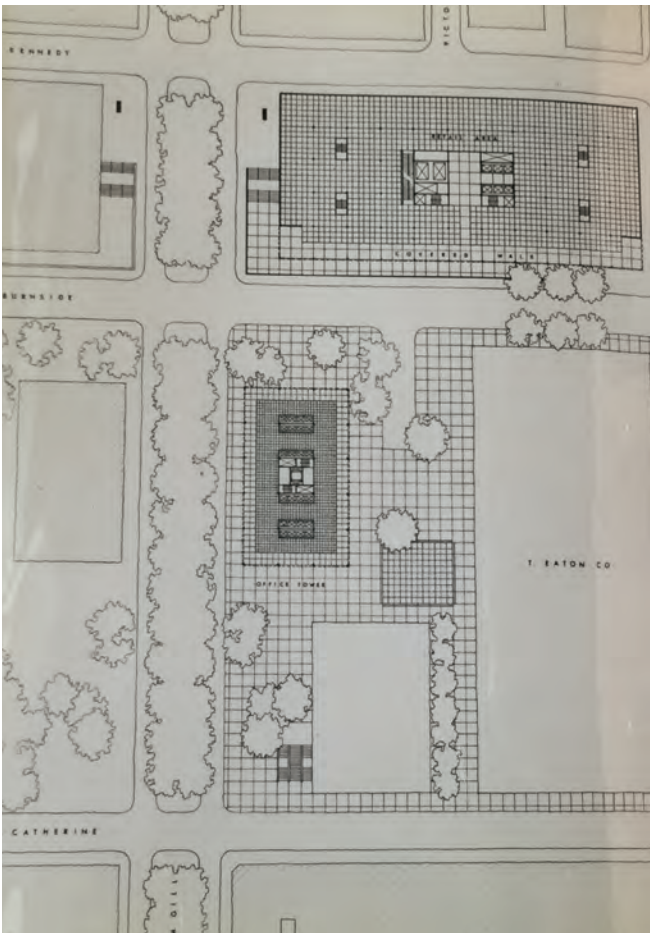 KENNEDY
RETAIL AREA
COVERED WALK
BURNSIDE
T. EATON CO
OFFICE TOWER
CATHERINE